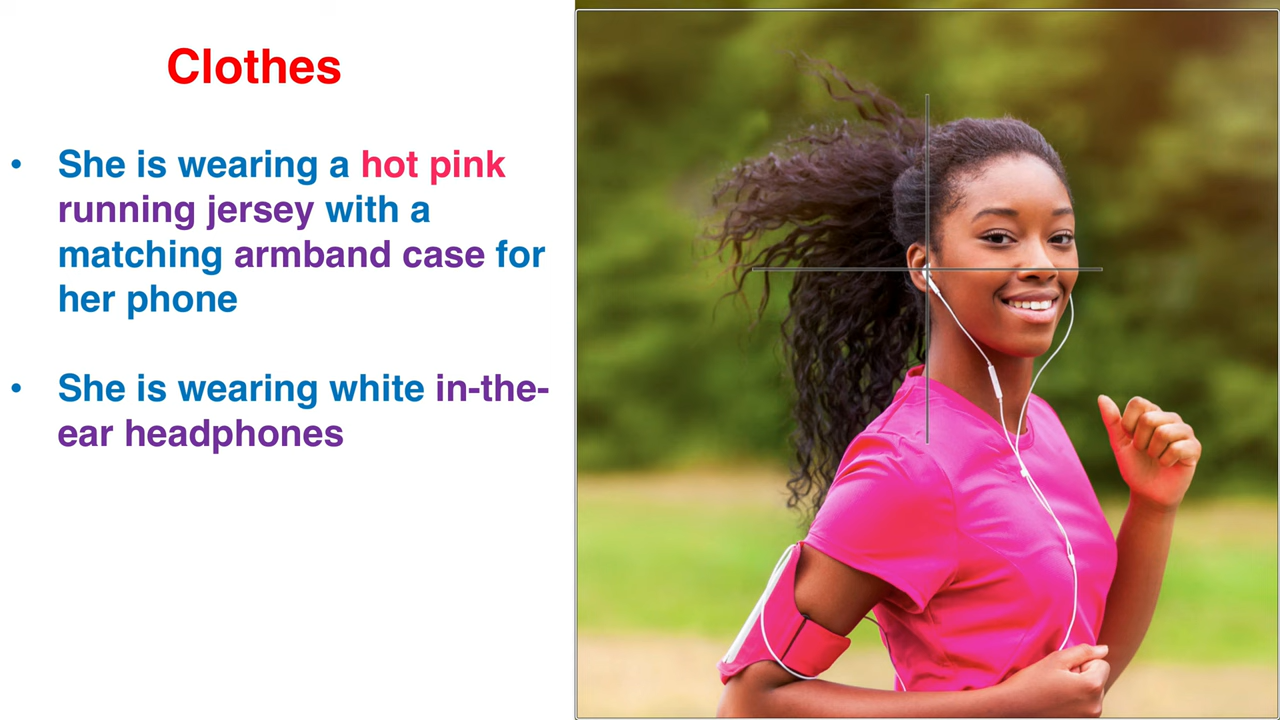 Clothes
• She is wearing a hot pink
running jersey with a
matching armband case for
her phone
• She is wearing white in-the-
ear headphones